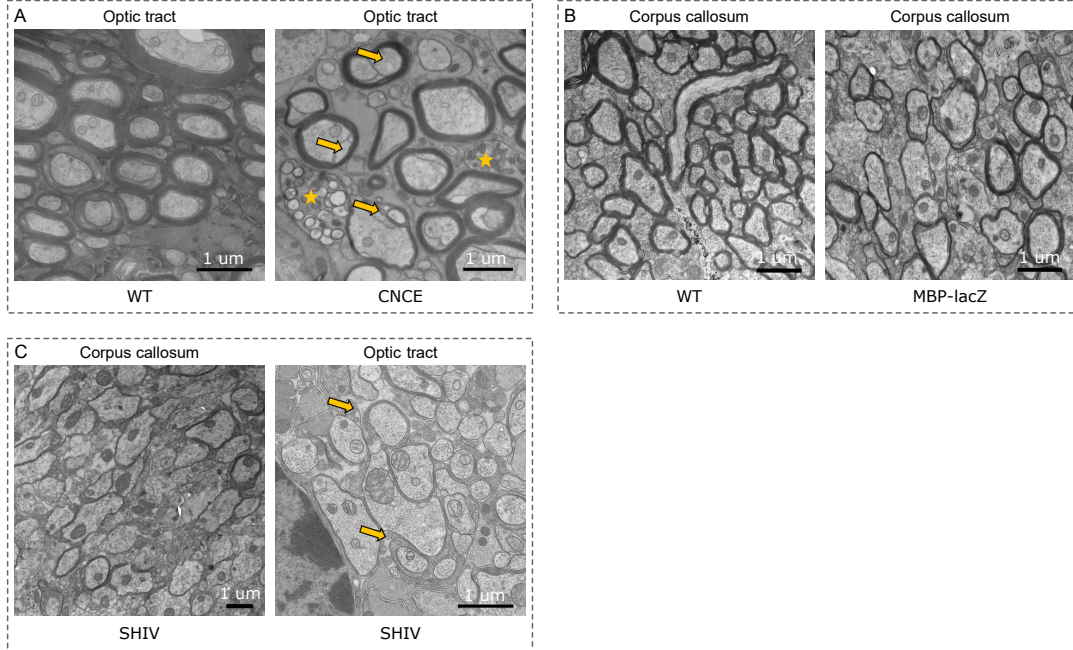 A
Optic tract
Optic tract
1 um
1 um
WT
CNCE
B
Corpus callosum
Corpus callosum
1 um
1 um
WT
MBP-lacZ
C
Corpus callosum
Optic tract
1 um
1 um
SHIV
SHIV